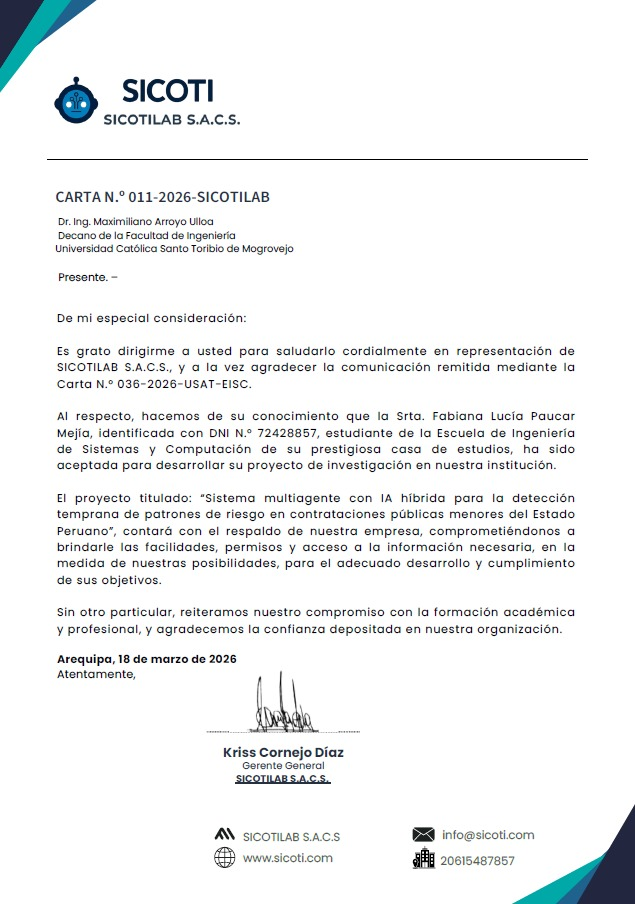 SICOTI
SICOTILAB S.A.C.S.
CARTA N.º 011-2026-SICOTILAB
Dr. Ing. Maximiliano Arroyo Ulloa
Decano de la Facultad de Ingeniería
Universidad Católica Santo Toribio de Mogrovejo
Presente. –
De mi especial consideración:
Es grato dirigirme a usted para saludarlo cordialmente en representación de
SICOTILAB S.A.C.S., y a la vez agradecer la comunicación remitida mediante la
Carta N.º 036-2026-USAT-EISC.
Al respecto, hacemos de su conocimiento que la Srta. Fabiana Lucía Paucar
Mejía, identificada con DNI N.º 72428857, estudiante de la Escuela de Ingeniería
de Sistemas y Computación de su prestigiosa casa de estudios, ha sido
aceptada para desarrollar su proyecto de investigación en nuestra institución.
El proyecto titulado: “Sistema multiagente con IA híbrida para la detección
temprana de patrones de riesgo en contrataciones públicas menores del Estado
Peruano”, contará con el respaldo de nuestra empresa, comprometiéndonos a
brindarle las facilidades, permisos y acceso a la información necesaria, en la
medida de nuestras posibilidades, para el adecuado desarrollo y cumplimiento
de sus objetivos.
Sin otro particular, reiteramos nuestro compromiso con la formación académica
y profesional, y agradecemos la confianza depositada en nuestra organización.
Arequipa, 18 de marzo de 2026
Atentamente,
Kriss Cornejo Díaz
Gerente General
SICOTILAB S.A.C.S.
SICOTILAB S.A.C.S
info@sicoti.com
www.sicoti.com
20615487857